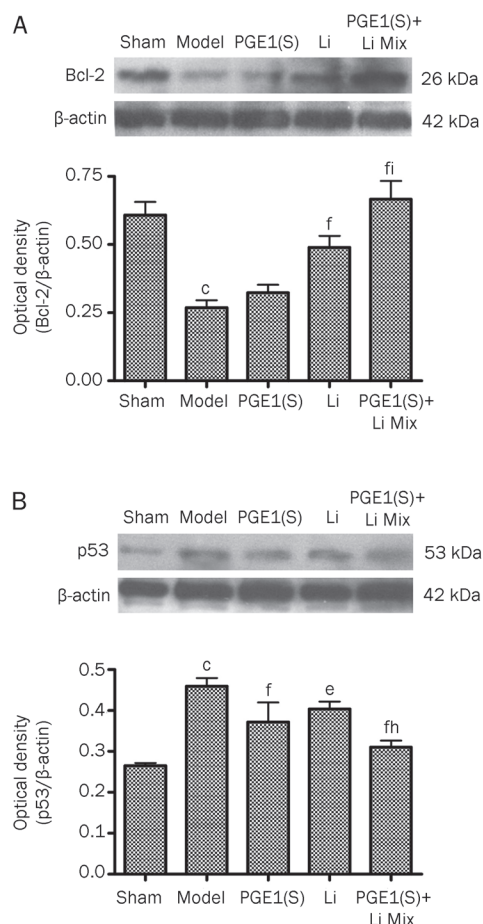 A
PGE1(S)+
Sham Model PGE1(S) Li Li Mix
Bcl-2 26 kDa
β-actin 42 kDa
Optical density
(Bcl-2/β-actin)
0.75
0.50
0.25
0.00
c
f
fi
Sham Model PGE1(S) Li PGE1(S)+
Li Mix
B
PGE1(S)+
Sham Model PGE1(S) Li Li Mix
p53 53 kDa
β-actin 42 kDa
Optical density
(p53/β-actin)
0.5
0.4
0.3
0.2
0.1
0.0
c
f
e
fh
Sham Model PGE1(S) Li PGE1(S)+
Li Mix